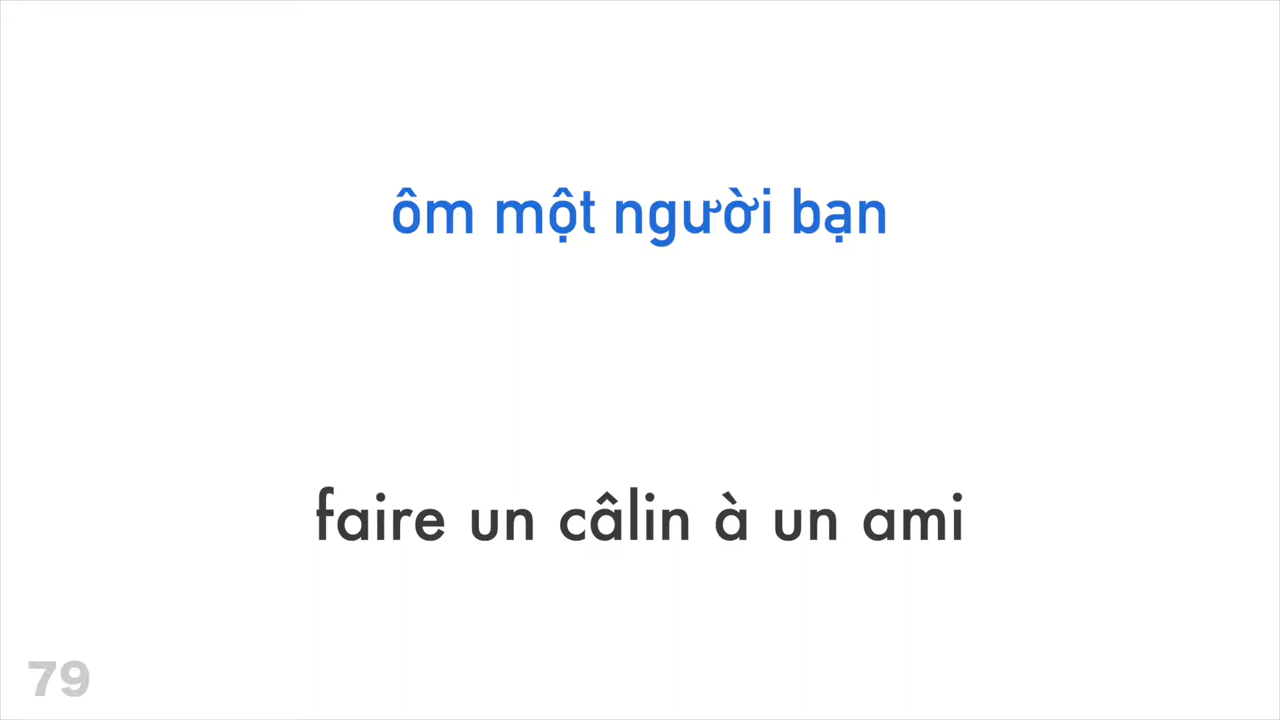 ôm một người bạn
faire un câlin à un ami
79